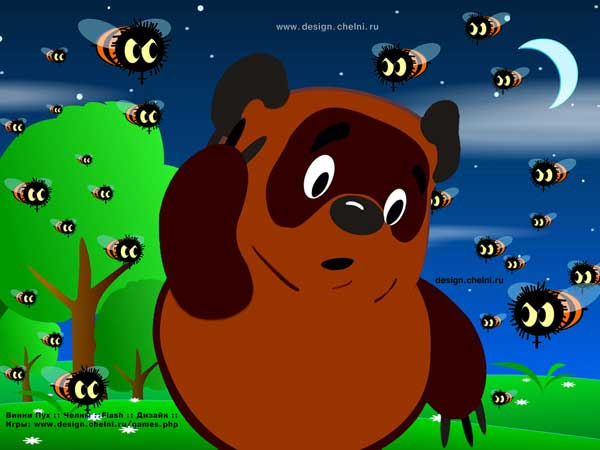 www.design.chelni.ru
design.chelni.ru
Винни Пух :: Челны :: Flash :: Дизайн ::
Игры: www.design.chelni.ru/games.php